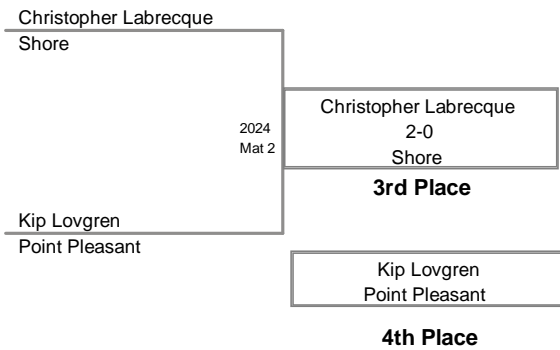 Christopher Labrecque
Shore
2024
Mat 2
Christopher Labrecque
2-0
Shore
3rd Place
Kip Lovgren
Point Pleasant
Kip Lovgren
Point Pleasant
4th Place